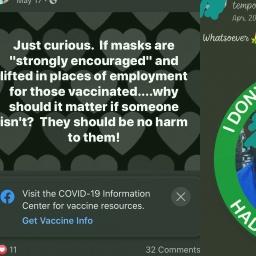 May 17
Just curious. If masks are
"strongly encouraged" and
lifted in places of employment
for those vaccinated....why
should it matter if someone
isn't? They should be no harm
to them!
Visit the COVID-19 Information
Center for vaccine resources.
Get Vaccine Info
11
32 Comments
tempo
Apr. 20
Whatsoever
I DON'
HAD